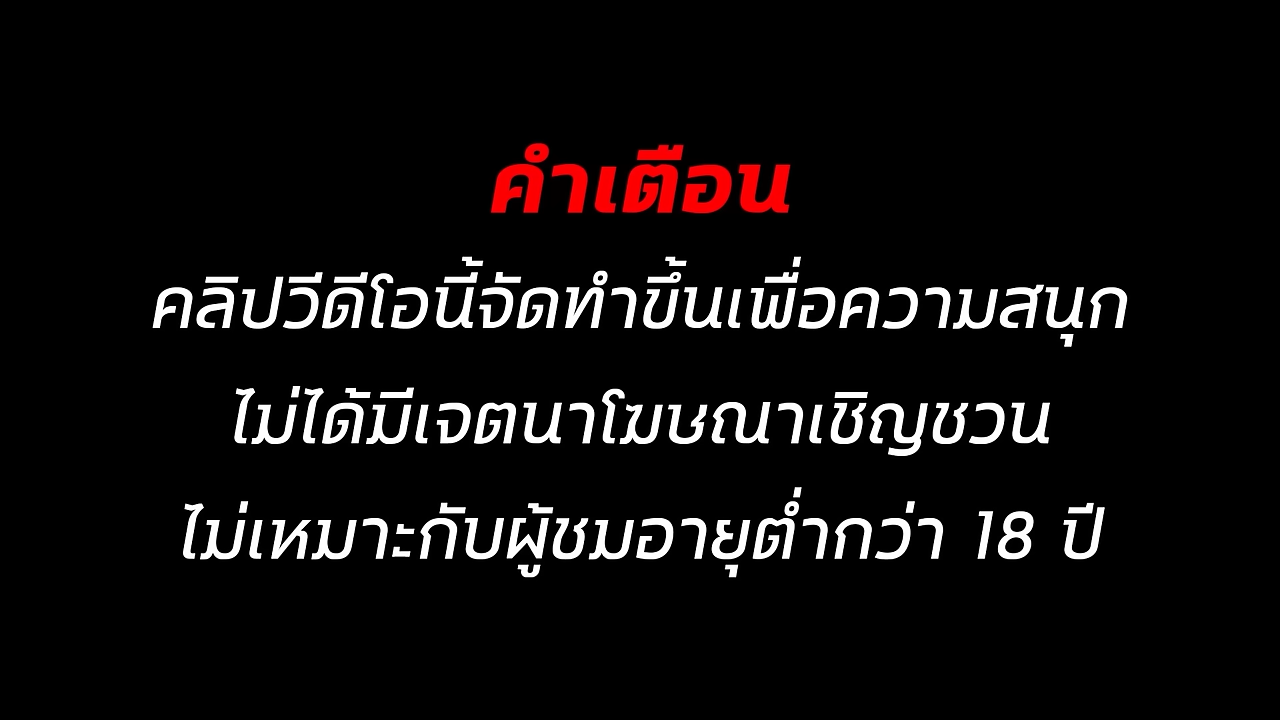 คำเตือน
คลิปวีดีโอนี้จัดทำขึ้นเพื่อความสนุก
ไม่ได้มีเจตนาโฆษณาเชิญชวน
ไม่เหมาะกับผู้ชมอายุต่ำกว่า 18 ปี